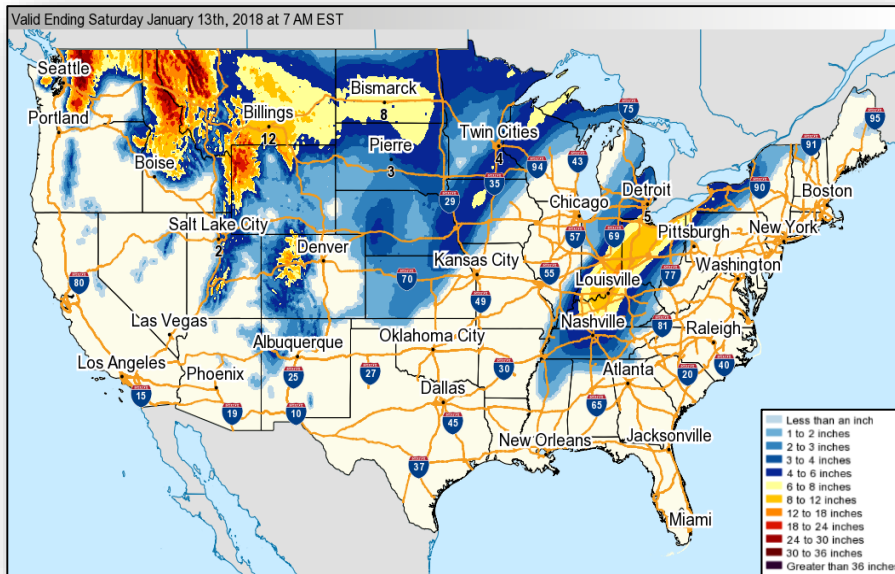 Valid Ending Saturday January 13th, 2018 at 7 AM EST
Seattle
Portland
Billings
12
Bismarck
8
Twin Cities
4
75
95
Boise
Pierre
3
94
43
91
35
29
Detroit
5
90
Boston
Chicago
Salt Lake City
2
57
69
Pittsburgh
New York
Denver
Kansas City
80
70
55
Louisville
77
Washington
49
Las Vegas
Nashville
81
Raleigh
Los Angeles
Albuquerque
Oklahoma City
Phoenix
25
27
30
Atlanta
20
40
15
19
10
Dallas
45
65
37
New Orleans
Jacksonville
Miami
Less than an inch
1 to 2 inches
2 to 3 inches
3 to 4 inches
4 to 6 inches
6 to 8 inches
8 to 12 inches
12 to 18 inches
18 to 24 inches
24 to 30 inches
30 to 36 inches
Greater than 36 inches